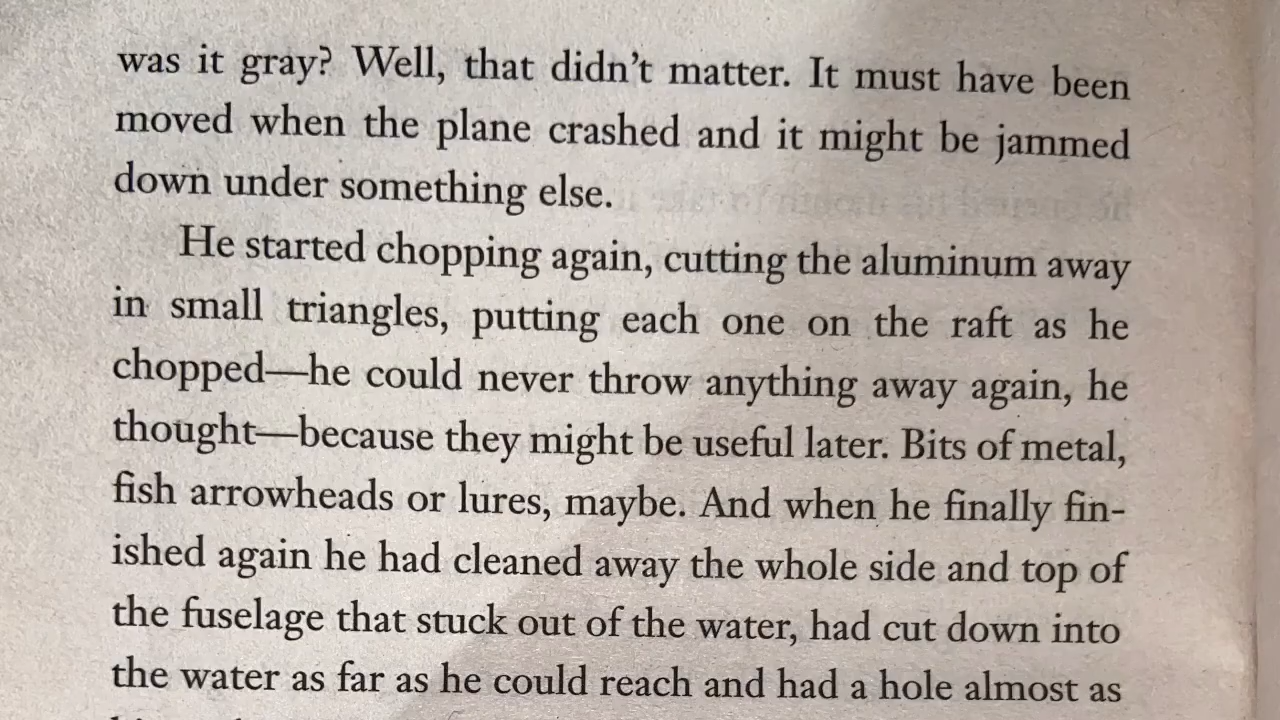 was it gray? Well, that didn't matter. It must have been
moved when the plane crashed and it might be jammed
down under something else.
He started chopping again, cutting the aluminum away
in small triangles, putting each one on the raft as he
chopped—he could never throw anything away again, he
thought—because they might be useful later. Bits of metal,
fish arrowheads or lures, maybe. And when he finally fin-
ished again he had cleaned away the whole side and top of
the fuselage that stuck out of the water, had cut down into
the water as far as he could reach and had a hole almost as